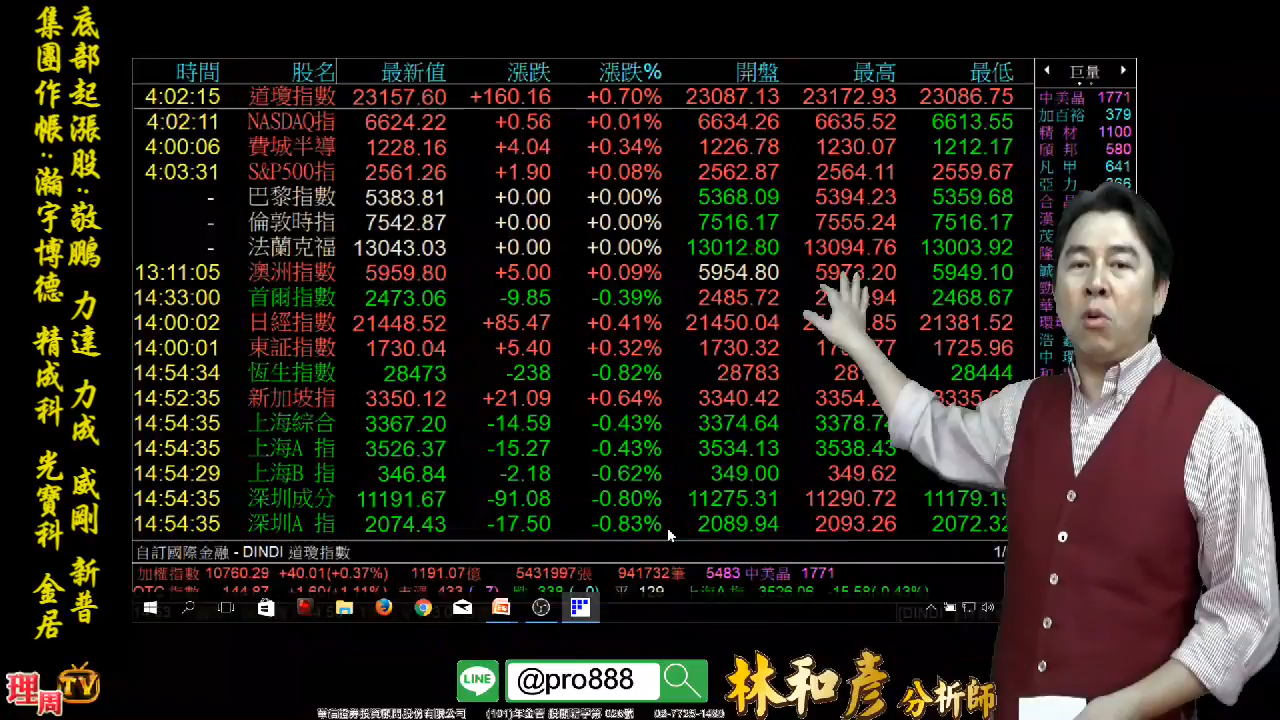 底部起漲股：敬鵬 力達 力成 威剛 新普
集團作帳：瀚宇博德 精成科 光寶科 金居
時間 股名 最新值 漲跌 漲跌% 開盤 最高 最低
4:02:15 道瓊指數 23157.60 +160.16 +0.70% 23087.13 23172.93 23086.75
4:02:11 NASDAQ指 6624.22 +0.56 +0.01% 6634.26 6635.52 6613.55
4:00:06 費城半導 1228.16 +4.04 +0.34% 1226.78 1230.07 1212.17
4:03:31 S&P500指 2561.26 +1.90 +0.08% 2562.87 2564.11 2559.67
- 巴黎指數 5383.81 +0.00 +0.00% 5368.09 5394.23 5359.68
- 倫敦時指 7542.87 +0.00 +0.00% 7516.17 7555.24 7516.17
- 法蘭克福 13043.03 +0.00 +0.00% 13012.80 13094.76 13003.92
13:11:05 澳洲指數 5959.80 +5.00 +0.09% 5954.80 5949.10
14:33:00 首爾指數 2473.06 -9.85 -0.39% 2485.72 2468.67
14:00:02 日經指數 21448.52 +85.47 +0.41% 21450.04 21381.52
14:00:01 東証指數 1730.04 +5.40 +0.32% 1730.32 1725.96
14:54:34 恆生指數 28473 -238 -0.82% 28783 28444
14:52:35 新加坡指 3350.12 +21.09 +0.64% 3340.42
14:54:35 上海綜合 3367.20 -14.59 -0.43% 3374.64
14:54:35 上海A 指 3526.37 -15.27 -0.43% 3534.13 3538.43
14:54:29 上海B 指 346.84 -2.18 -0.62% 349.00 349.62
14:54:35 深圳成分 11191.67 -91.08 -0.80% 11275.31 11290.72
14:54:35 深圳A 指 2074.43 -17.50 -0.83% 2089.94 2093.26 2072.32
巨量
中美晶 1771
加百裕 379
精材 1100
頎邦 580
凡甲 641
亞力
自訂國際金融 - DINDI 道瓊指數
加權指數 10760.29 +40.01(+0.37%) 1191.07億 5431997張 941732筆 5483 中美晶 1771
LINE
@pro888
林和彥 分析師
理周TV
02-7725-1480